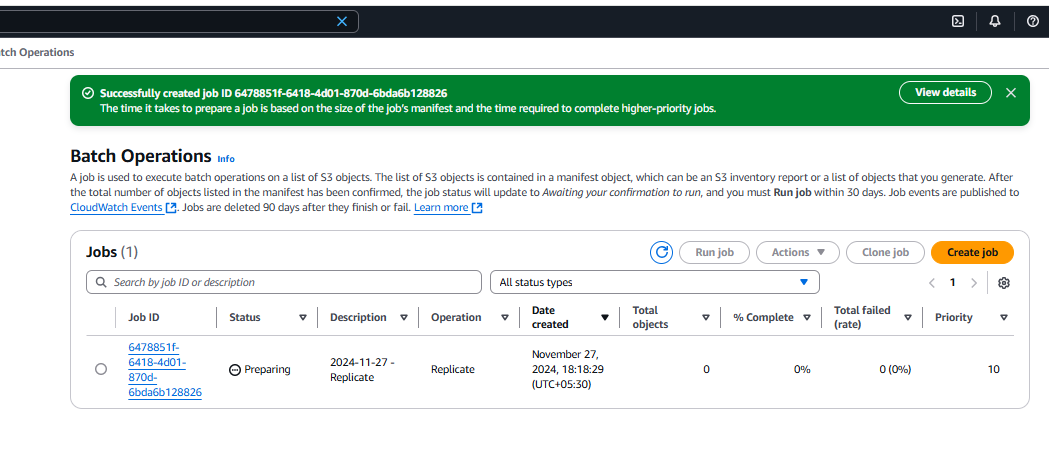 tch Operations
Successfully created job ID 6478851f-6418-4d01-870d-6bda6b128826
View details
The time it takes to prepare a job is based on the size of the job's manifest and the time required to complete higher-priority jobs.
Batch Operations Info
A job is used to execute batch operations on a list of S3 objects. The list of S3 objects is contained in a manifest object, which can be an S3 inventory report or a list of objects that you generate. After
the total number of objects listed in the manifest has been confirmed, the job status will update to Awaiting your confirmation to run, and you must Run job within 30 days. Job events are published to
CloudWatch Events. Jobs are deleted 90 days after they finish or fail. Learn more
Jobs (1)
Run job
Actions
Clone job
Create job
Search by job ID or description
All status types
1
Job ID
Status
Description
Operation
Date
created
Total
objects
% Complete
Total failed
(rate)
Priority
6478851f-
6418-4d01-
870d-
6bda6b128826
Preparing
2024-11-27 -
Replicate
Replicate
November 27,
2024, 18:18:29
(UTC+05:30)
0
0%
0 (0%)
10